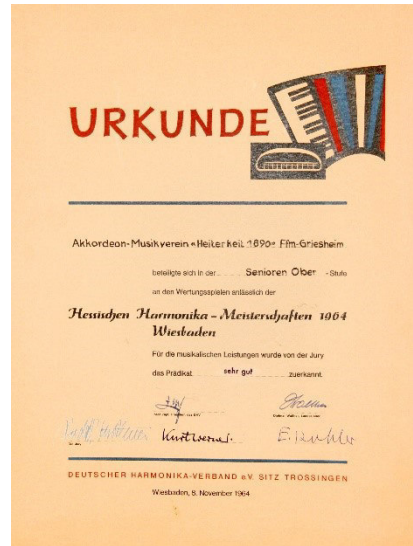 URKUNDE
Akkordeon-Musikverein «Heiterkeit 1890» Ffm-Griesheim
beteiligte sich in der Senioren Ober -Stufe
an den Wertungsspielen anlässlich der
Hessischen Harmonika - Meisterschaften 1964
Wiesbaden
Für die musikalischen Leistungen wurde von der Jury
das Prädikat sehr gut zuerkannt.
Kurt Werner.
DEUTSCHER HARMONIKA-VERBAND e.V. SITZ TROSSINGEN
Wiesbaden, 8. November 1964